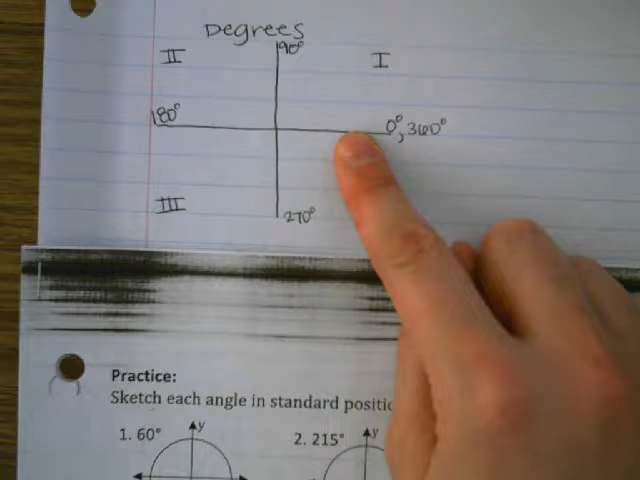 Degrees
90°
II
I
180°
0°, 360°
III
270°
Practice:
Sketch each angle in standard positio
1. 60°
y
2. 215°
y